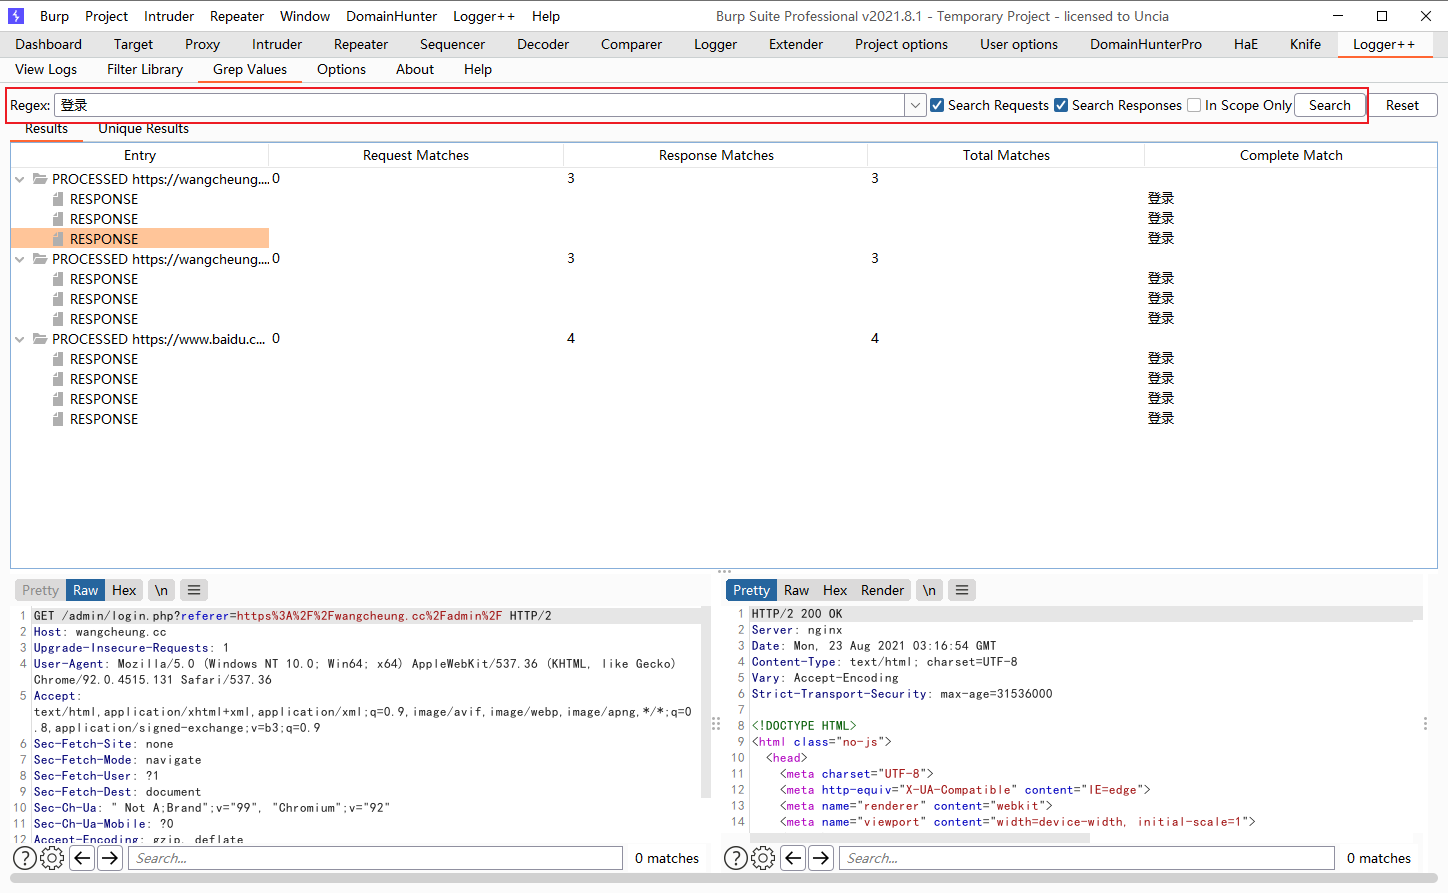 Burp Project Intruder Repeater Window DomainHunter Logger++ Help Burp Suite Professional v2021.8.1 - Temporary Project - licensed to Uncia
Dashboard Target Proxy Intruder Repeater Sequencer Decoder Comparer Logger Extender Project options User options DomainHunterPro HaE Knife Logger++
View Logs Filter Library Grep Values Options About Help
Regex: 登录 Search Requests Search Responses In Scope Only Search Reset
Results Unique Results
Entry Request Matches Response Matches Total Matches Complete Match
PROCESSED https://wangcheung.... 0 3 3
RESPONSE 登录
RESPONSE 登录
RESPONSE 登录
PROCESSED https://wangcheung.... 0 3 3
RESPONSE 登录
RESPONSE 登录
RESPONSE 登录
PROCESSED https://www.baidu.c... 0 4 4
RESPONSE 登录
RESPONSE 登录
RESPONSE 登录
RESPONSE 登录
Pretty Raw Hex \n
1 GET /admin/login.php?referer=https%3A%2F%2Fwangcheung.cc%2Fadmin%2F HTTP/2
2 Host: wangcheung.cc
3 Upgrade-Insecure-Requests: 1
4 User-Agent: Mozilla/5.0 (Windows NT 10.0; Win64; x64) AppleWebKit/537.36 (KHTML, like Gecko)
Chrome/92.0.4515.131 Safari/537.36
5 Accept:
text/html,application/xhtml+xml,application/xml;q=0.9,image/avif,image/webp,image/apng,*/*;q=0
.8,application/signed-exchange;v=b3;q=0.9
6 Sec-Fetch-Site: none
7 Sec-Fetch-Mode: navigate
8 Sec-Fetch-User: ?1
9 Sec-Fetch-Dest: document
10 Sec-Ch-Ua: " Not A;Brand";v="99", "Chromium";v="92"
11 Sec-Ch-Ua-Mobile: ?0
12 Accept-Encoding: gzip, deflate
Search... 0 matches
Pretty Raw Hex Render \n
1 HTTP/2 200 OK
2 Server: nginx
3 Date: Mon, 23 Aug 2021 03:16:54 GMT
4 Content-Type: text/html; charset=UTF-8
5 Vary: Accept-Encoding
6 Strict-Transport-Security: max-age=31536000
7
8 <!DOCTYPE HTML>
9 <html class="no-js">
10 <head>
11 <meta charset="UTF-8">
12 <meta http-equiv="X-UA-Compatible" content="IE=edge">
13 <meta name="renderer" content="webkit">
14 <meta name="viewport" content="width=device-width, initial-scale=1">
Search... 0 matches